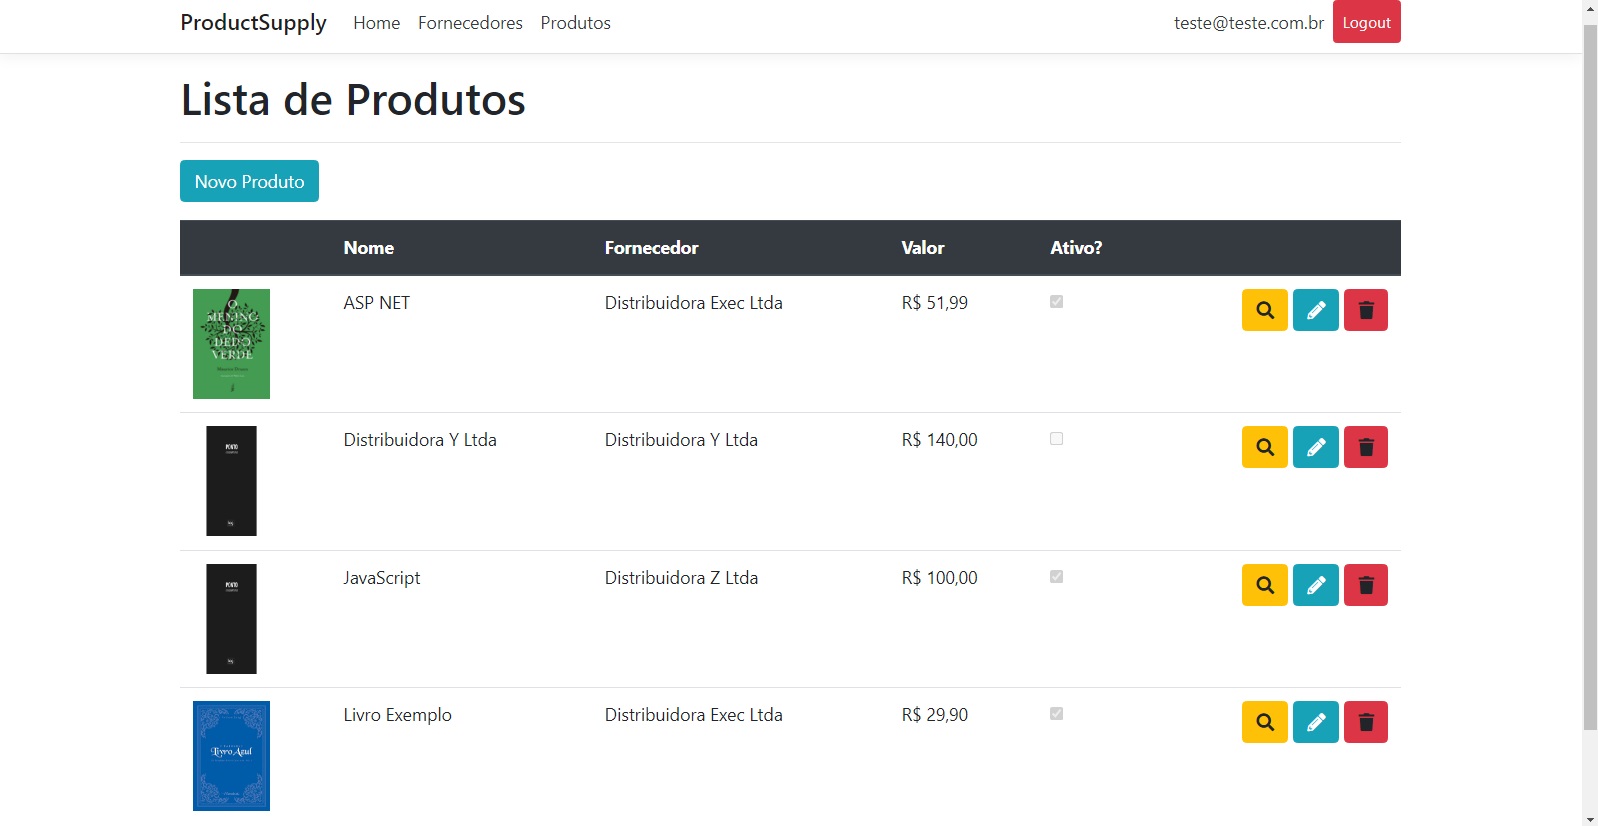 ProductSupply Home Fornecedores Produtos teste@teste.com.br Logout
Lista de Produtos
Novo Produto
Nome Fornecedor Valor Ativo?
O
MENINO
DO
DEDO
VERDE
ASP NET Distribuidora Exec Ltda R$ 51,99
PONTO
Distribuidora Y Ltda Distribuidora Y Ltda R$ 140,00
PONTO
JavaScript Distribuidora Z Ltda R$ 100,00
Livro Azul
Livro Exemplo Distribuidora Exec Ltda R$ 29,90